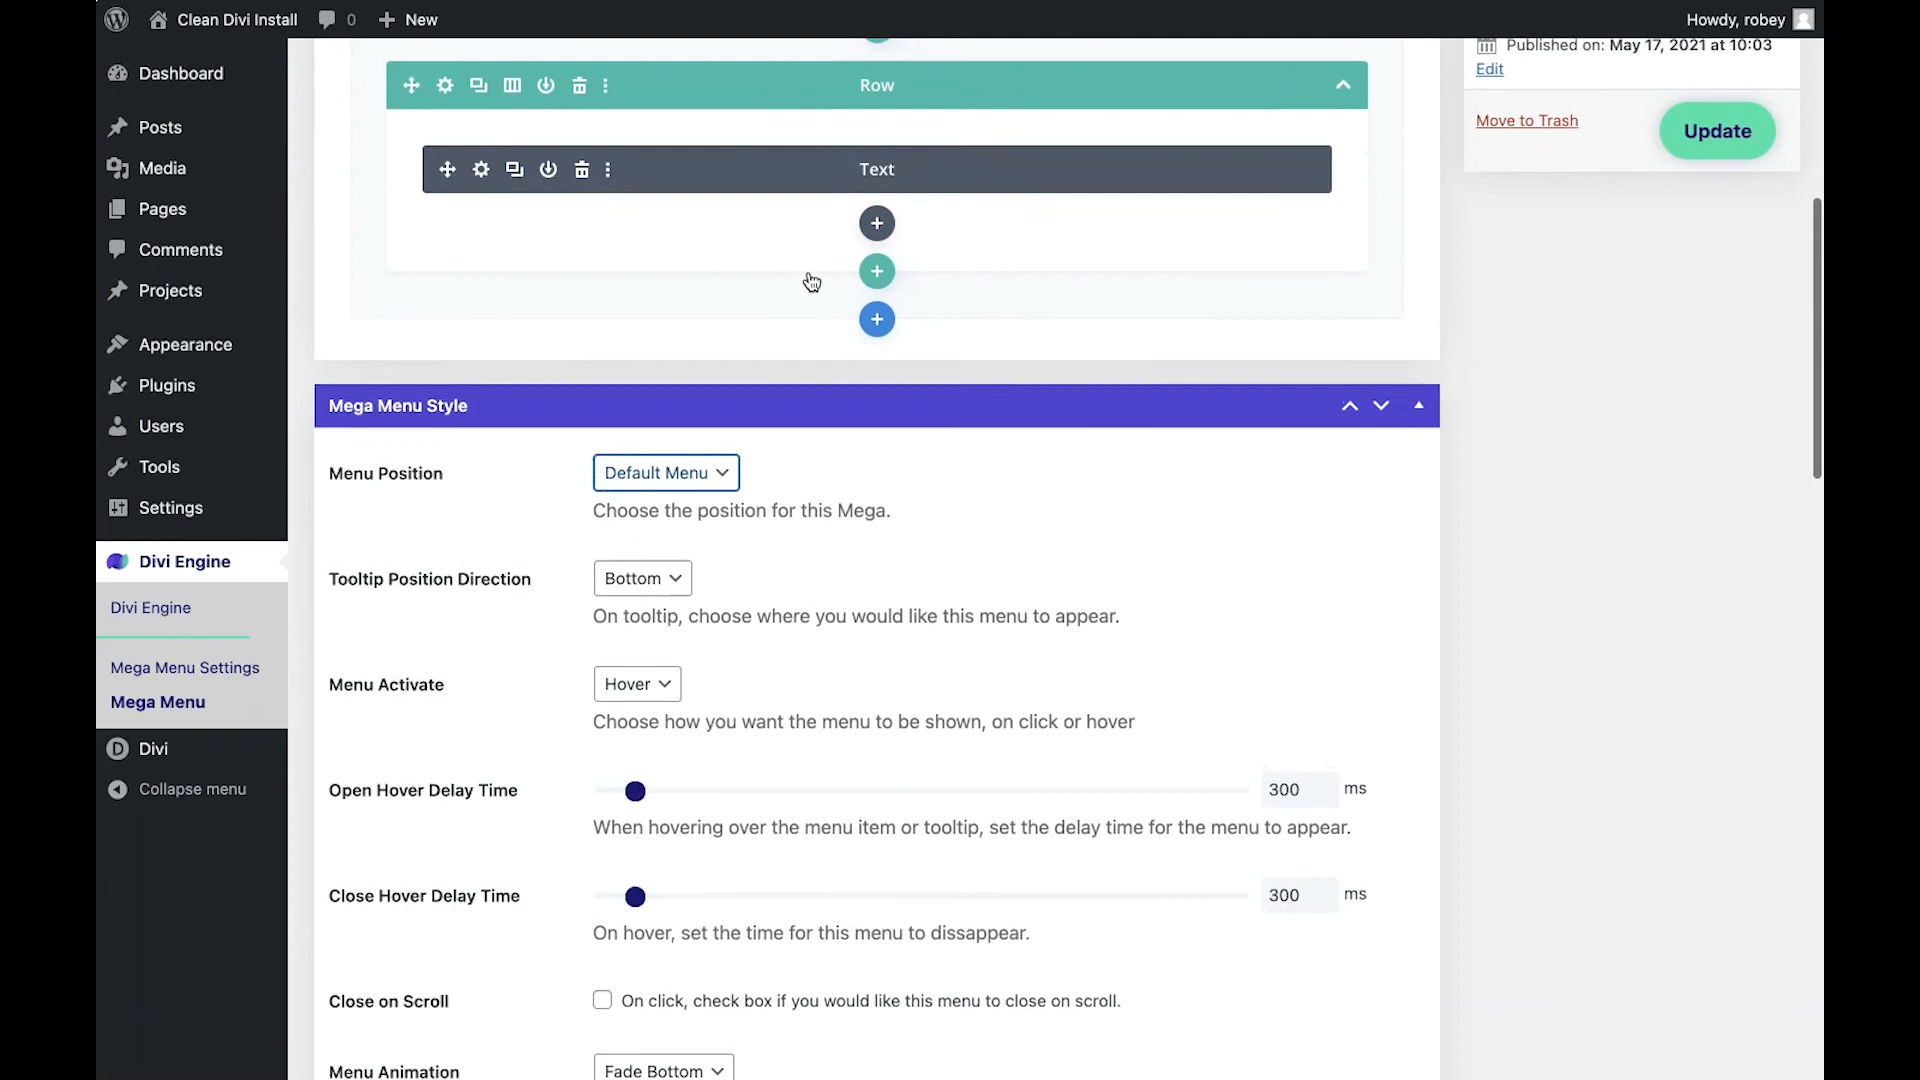 Clean Divi Install
0
New
Howdy, robey
Dashboard
Posts
Media
Pages
Comments
Projects
Appearance
Plugins
Users
Tools
Settings
Divi Engine
Divi Engine
Mega Menu Settings
Mega Menu
Divi
Collapse menu
Row
Text
Published on: May 17, 2021 at 10:03
Edit
Move to Trash
Update
Mega Menu Style
Menu Position
Default Menu
Choose the position for this Mega.
Tooltip Position Direction
Bottom
On tooltip, choose where you would like this menu to appear.
Menu Activate
Hover
Choose how you want the menu to be shown, on click or hover
Open Hover Delay Time
300 ms
When hovering over the menu item or tooltip, set the delay time for the menu to appear.
Close Hover Delay Time
300 ms
On hover, set the time for this menu to dissappear.
Close on Scroll
On click, check box if you would like this menu to close on scroll.
Menu Animation
Fade Bottom